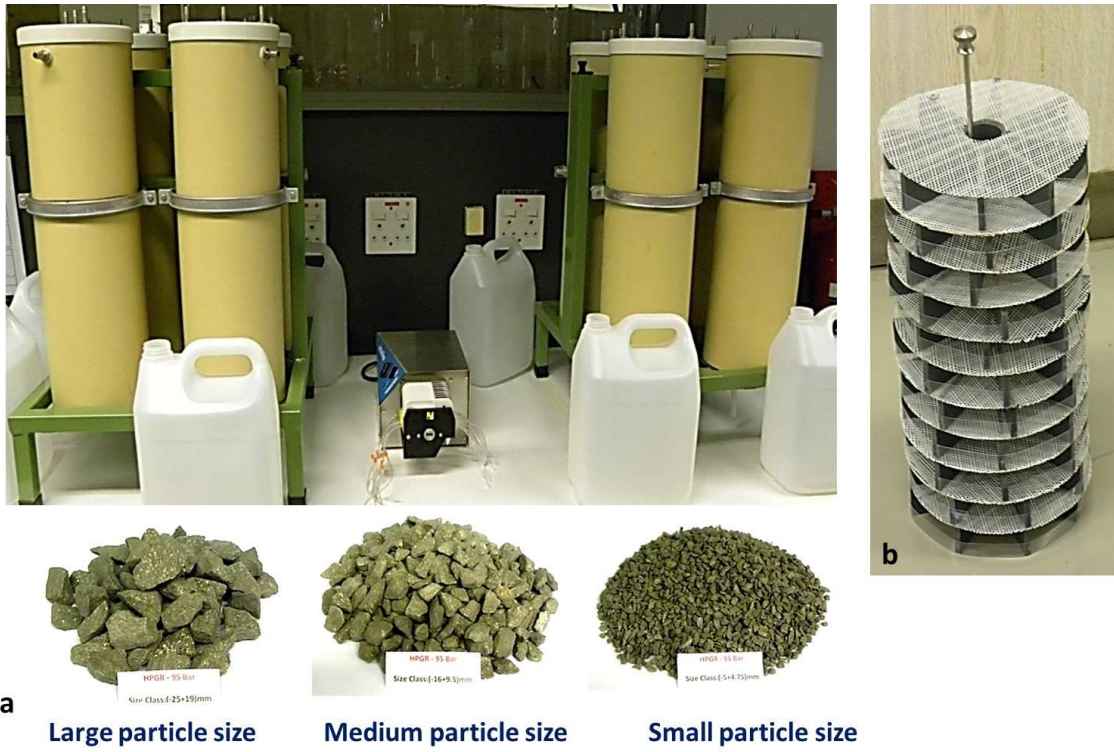 b
HPGR - 95 Bar
Size Class:(-25+19)mm
HPGR - 95 Bar
Size Class:(-16+9.5)mm
HPGR - 95 Bar
Size Class:(-5+4.75)mm
a
Large particle size
Medium particle size
Small particle size